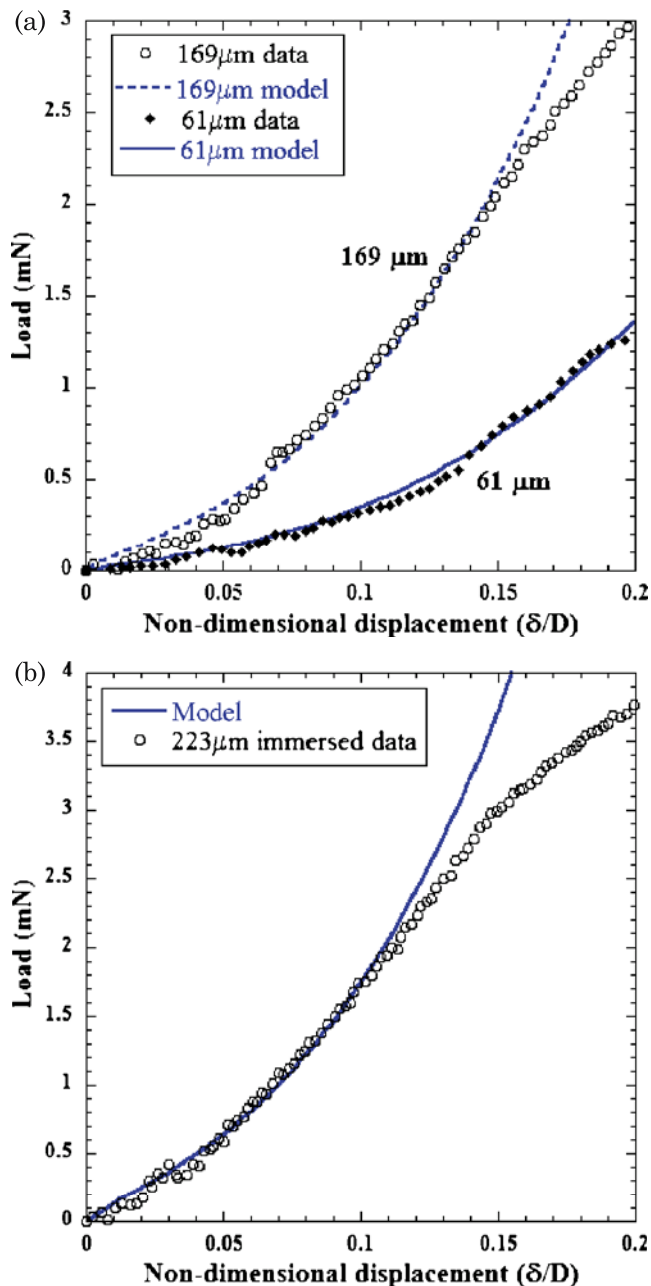 (a)
3
2.5
2
1.5
1
0.5
0
Load (mN)
169μm data
169μm model
61μm data
61μm model
169 μm
61 μm
0 0.05 0.1 0.15 0.2
Non-dimensional displacement (δ/D)
(b)
4
3.5
3
2.5
2
1.5
1
0.5
0
Load (mN)
Model
223μm immersed data
0 0.05 0.1 0.15 0.2
Non-dimensional displacement (δ/D)